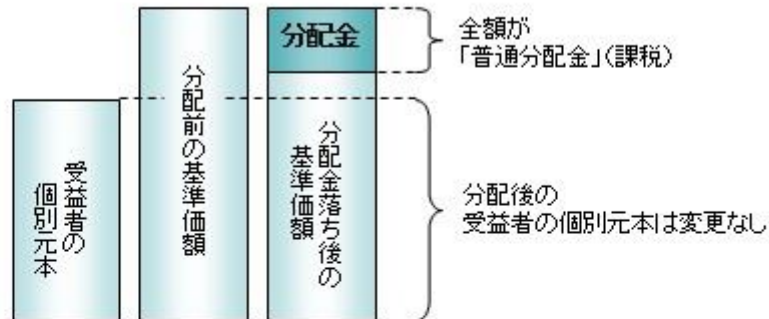 受益者の
個別元本
分配前の基準価額
分配金
分配金落ち後の
基準価額
全額が
「普通分配金」(課税)
分配後の
受益者の個別元本は変更なし